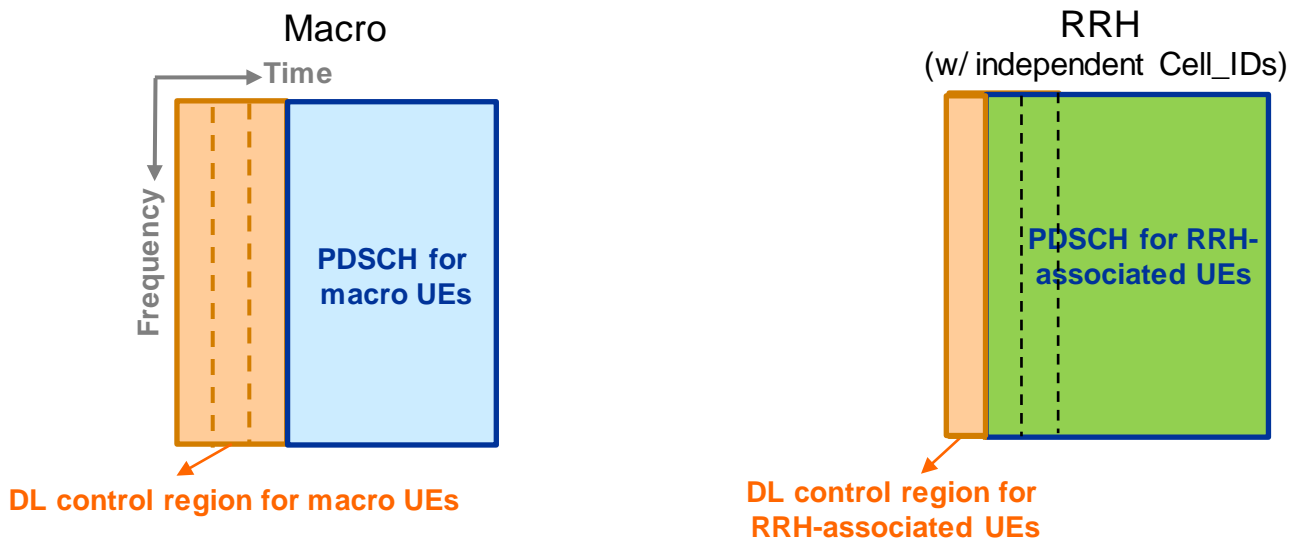 Macro
Time
Frequency
PDSCH for
macro UEs
DL control region for macro UEs
RRH
(w/ independent Cell_IDs)
PDSCH for RRH-
associated UEs
DL control region for
RRH-associated UEs